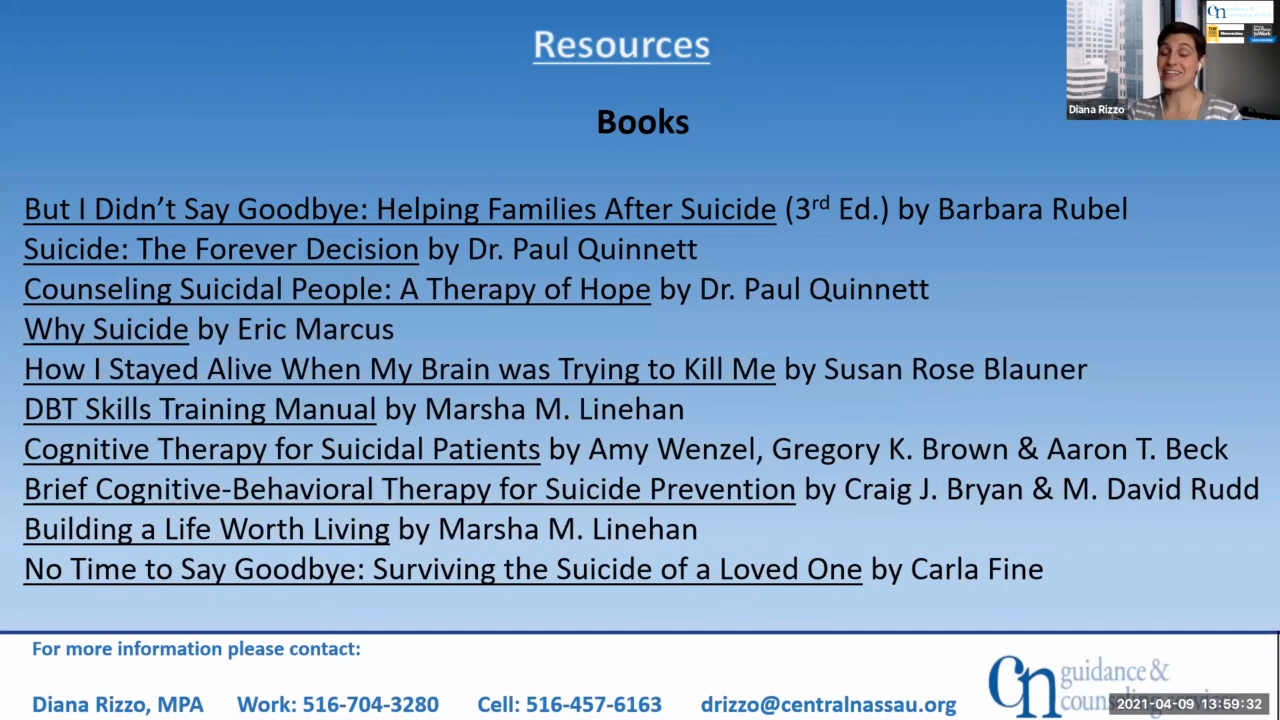 Resources
Books
But I Didn’t Say Goodbye: Helping Families After Suicide (3rd Ed.) by Barbara Rubel
Suicide: The Forever Decision by Dr. Paul Quinnett
Counseling Suicidal People: A Therapy of Hope by Dr. Paul Quinnett
Why Suicide by Eric Marcus
How I Stayed Alive When My Brain was Trying to Kill Me by Susan Rose Blauner
DBT Skills Training Manual by Marsha M. Linehan
Cognitive Therapy for Suicidal Patients by Amy Wenzel, Gregory K. Brown & Aaron T. Beck
Brief Cognitive-Behavioral Therapy for Suicide Prevention by Craig J. Bryan & M. David Rudd
Building a Life Worth Living by Marsha M. Linehan
No Time to Say Goodbye: Surviving the Suicide of a Loved One by Carla Fine
For more information please contact:
Diana Rizzo, MPA Work: 516-704-3280 Cell: 516-457-6163 drizzo@centralnassau.org
cn guidance &
counseling
2021-04-09 13:59:32
cn
TOP
Newsday
Diana Rizzo